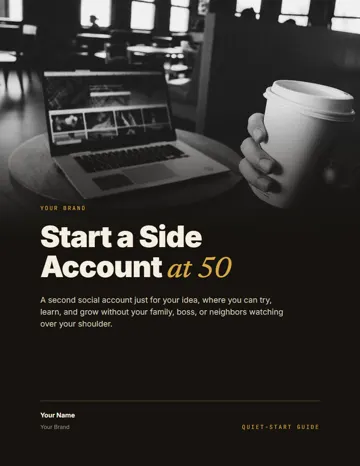 YOUR BRAND
Start a Side
Account at 50
A second social account just for your idea, where you can try,
learn, and grow without your family, boss, or neighbors watching
over your shoulder.
Your Name
Your Brand
QUIET-START GUIDE